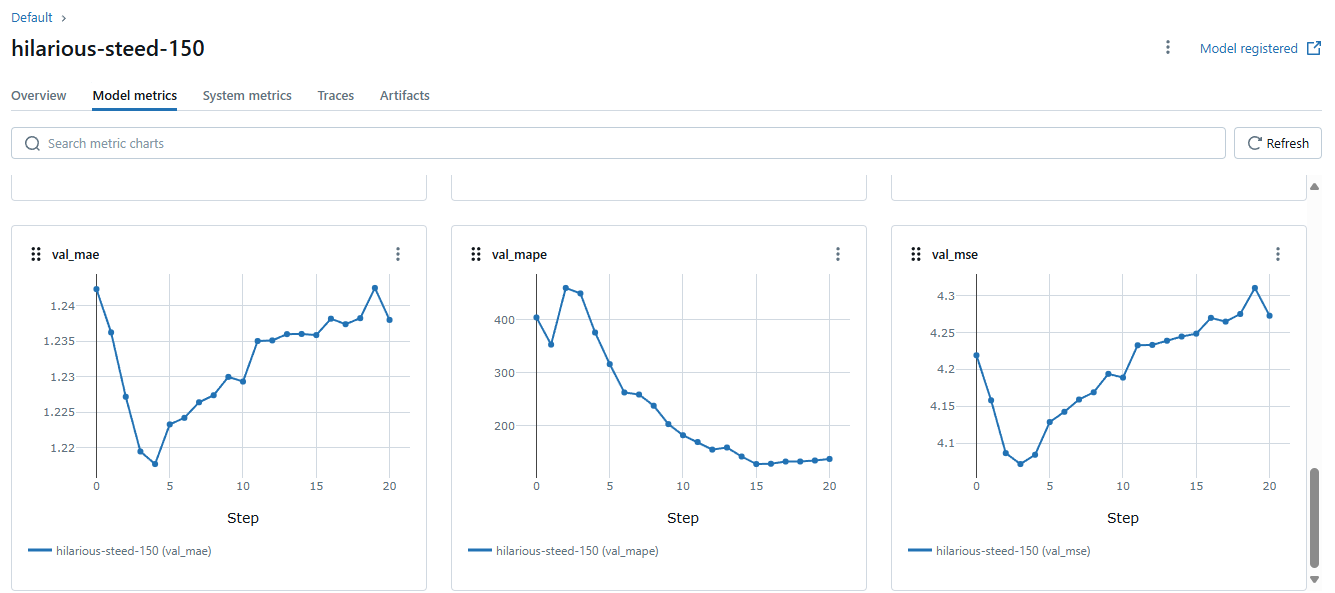 Default ›
hilarious-steed-150
Model registered
Overview Model metrics System metrics Traces Artifacts
Search metric charts Refresh
val_mae
1.24
1.235
1.23
1.225
1.22
0 5 10 15 20
Step
hilarious-steed-150 (val_mae)
val_mape
400
300
200
0 5 10 15 20
Step
hilarious-steed-150 (val_mape)
val_mse
4.3
4.25
4.2
4.15
4.1
0 5 10 15 20
Step
hilarious-steed-150 (val_mse)